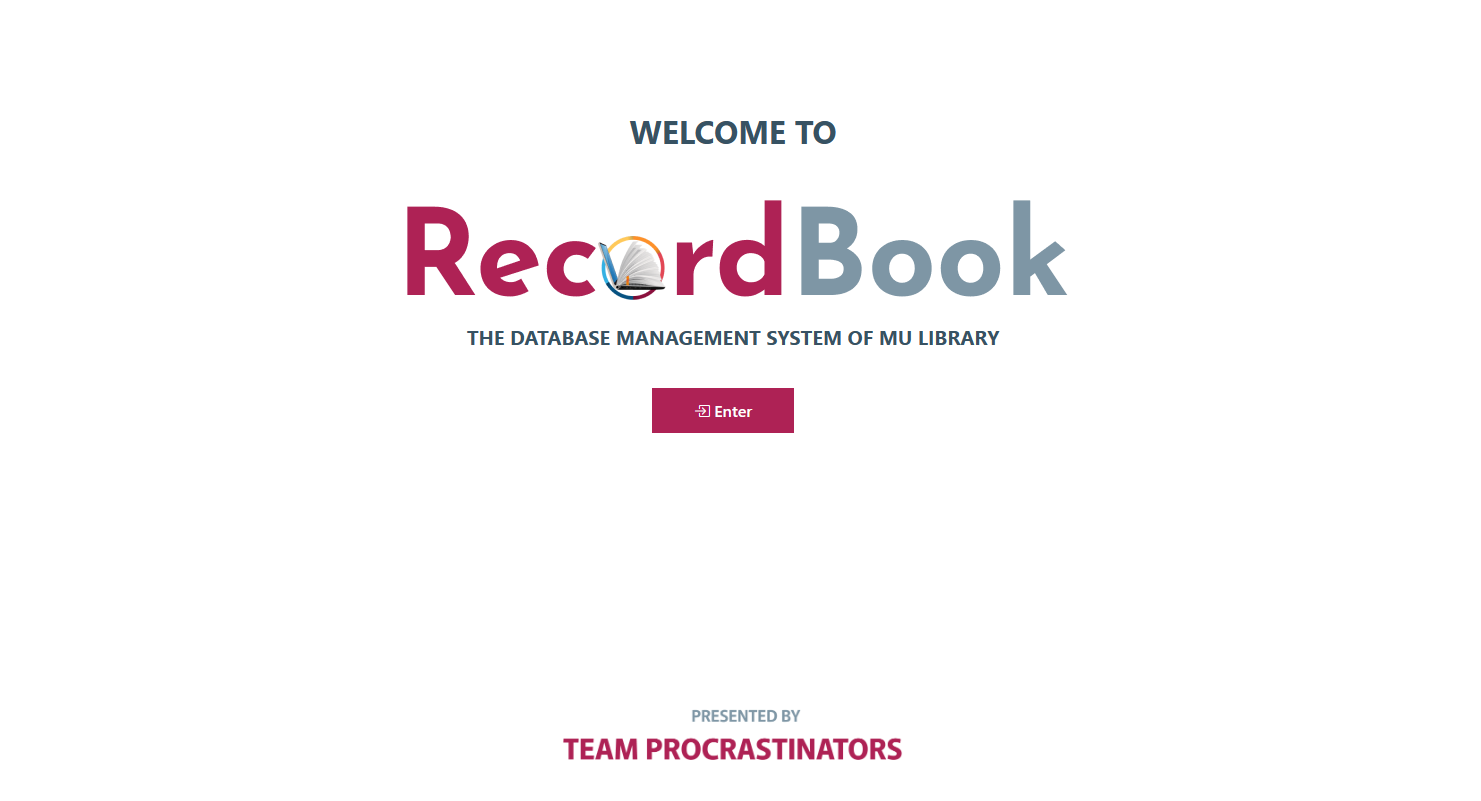 WELCOME TO
RecordBook
THE DATABASE MANAGEMENT SYSTEM OF MU LIBRARY
Enter
PRESENTED BY
TEAM PROCRASTINATORS